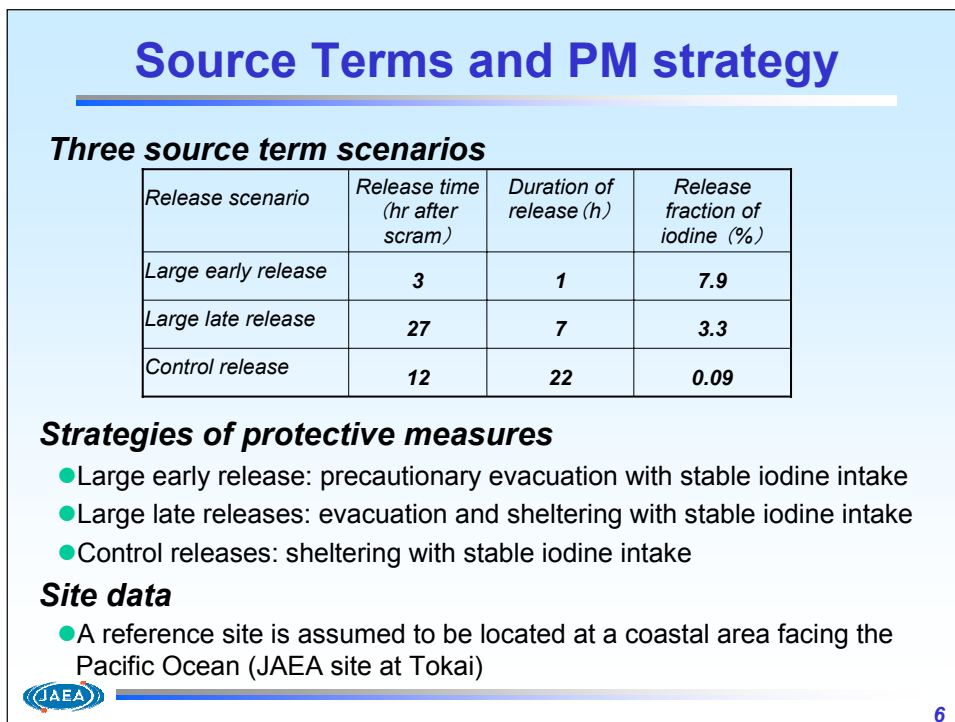 Source Terms and PM strategy
Three source term scenarios
Release scenario
Release time
（hr after
scram）
Duration of
release（h）
Release
fraction of
iodine（%）
Large early release
3
1
7.9
Large late release
27
7
3.3
Control release
12
22
0.09
Strategies of protective measures
●Large early release: precautionary evacuation with stable iodine intake
●Large late releases: evacuation and sheltering with stable iodine intake
●Control releases: sheltering with stable iodine intake
Site data
●A reference site is assumed to be located at a coastal area facing the
Pacific Ocean (JAEA site at Tokai)
JAEA
6